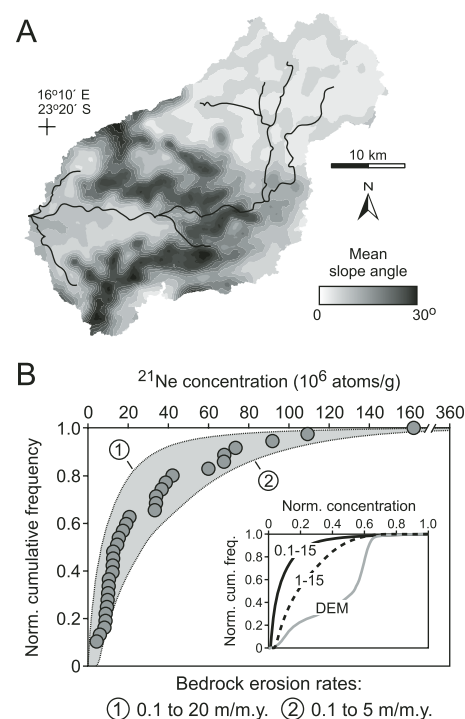 A
16°10´ E
23°20´ S
10 km
N
Mean
slope angle
0 30º
B
²¹Ne concentration (10⁶ atoms/g)
0 20 40 60 80 100 120 140 160 360
Norm. cumulative frequency
1.0
0.8
0.6
0.4
0.2
0
1
2
Norm. concentration
0 0.2 0.4 0.6 0.8 1.0
Norm. cum. freq.
1.0
0.8
0.6
0.4
0.2
0
0.1-15
1-15
DEM
Bedrock erosion rates:
① 0.1 to 20 m/m.y. ② 0.1 to 5 m/m.y.